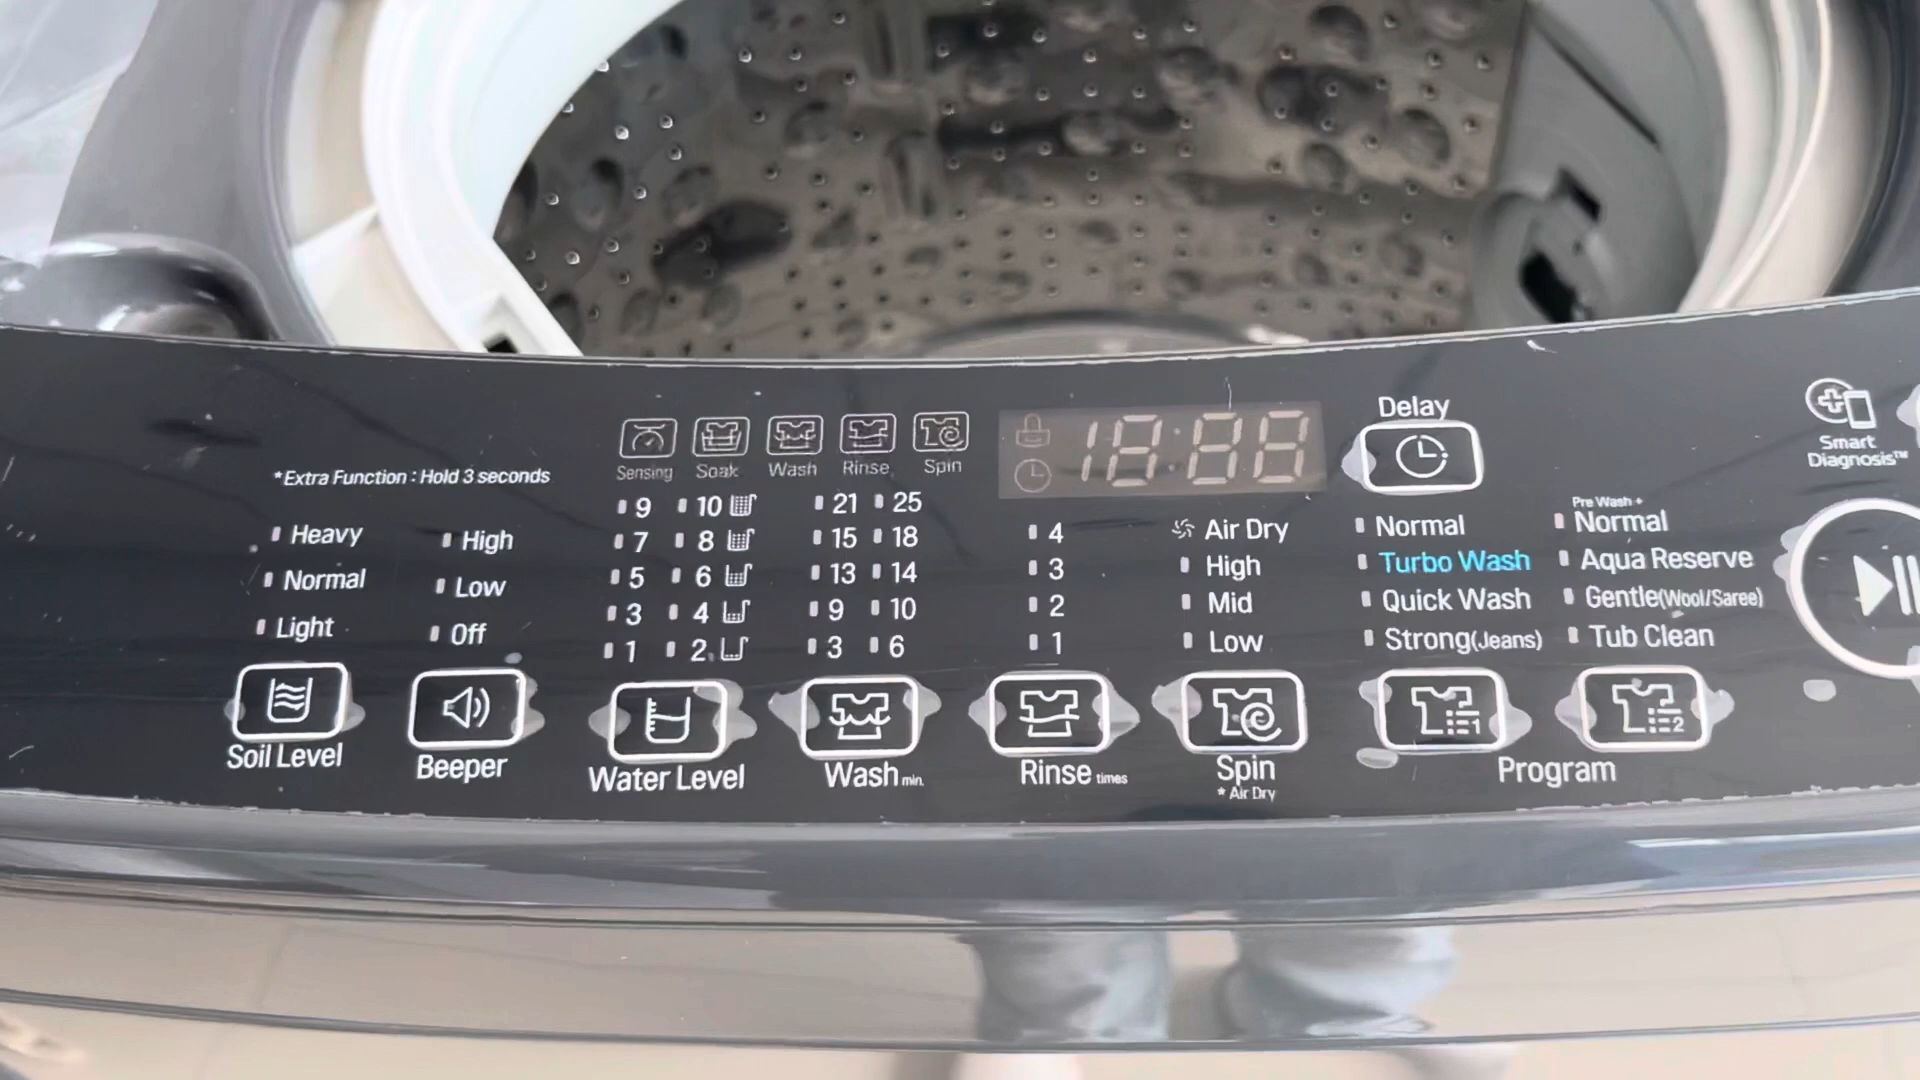 Sensing Soak Wash Rinse Spin
18:88
Delay
Smart
Diagnosis™
*Extra Function : Hold 3 seconds
Heavy
Normal
Light
Soil Level
High
Low
Off
Beeper
9 10
7 8
5 6
3 4
1 2
Water Level
21 25
15 18
13 14
9 10
3 6
Wash min.
4
3
2
1
Rinse times
Air Dry
High
Mid
Low
Spin
* Air Dry
Normal
Turbo Wash
Quick Wash
Strong(Jeans)
1
Pre Wash +
Normal
Aqua Reserve
Gentle(Wool/Saree)
Tub Clean
2
Program